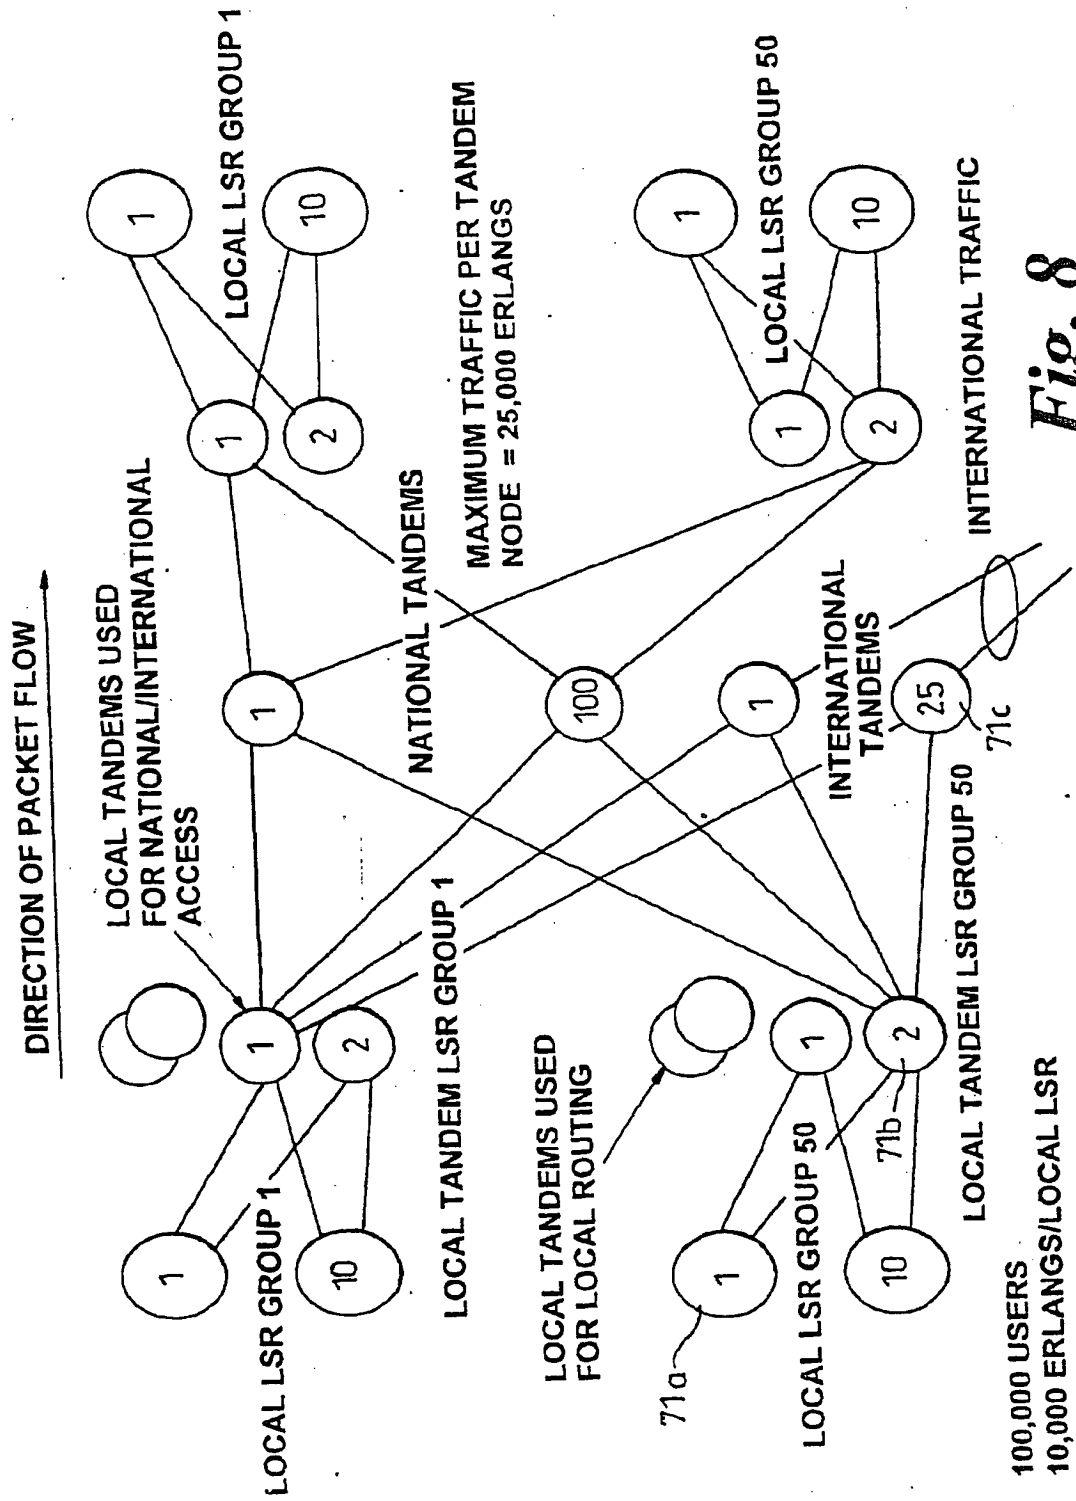 DIRECTION OF PACKET FLOW
LOCAL TANDEMS USED
FOR NATIONAL/INTERNATIONAL
ACCESS
1
10
LOCAL LSR GROUP 1
1
2
LOCAL TANDEM LSR GROUP 1
1
NATIONAL TANDEMS
100
1
2
1
10
LOCAL LSR GROUP 1
MAXIMUM TRAFFIC PER TANDEM
NODE = 25,000 ERLANGS
LOCAL TANDEMS USED
FOR LOCAL ROUTING
71a
1
LOCAL LSR GROUP 50
10
1
71b
2
LOCAL TANDEM LSR GROUP 50
1
INTERNATIONAL
TANDEMS
25
71c
1
2
1
LOCAL LSR GROUP 50
10
INTERNATIONAL TRAFFIC
100,000 USERS
10,000 ERLANGS/LOCAL LSR
Fig. 8